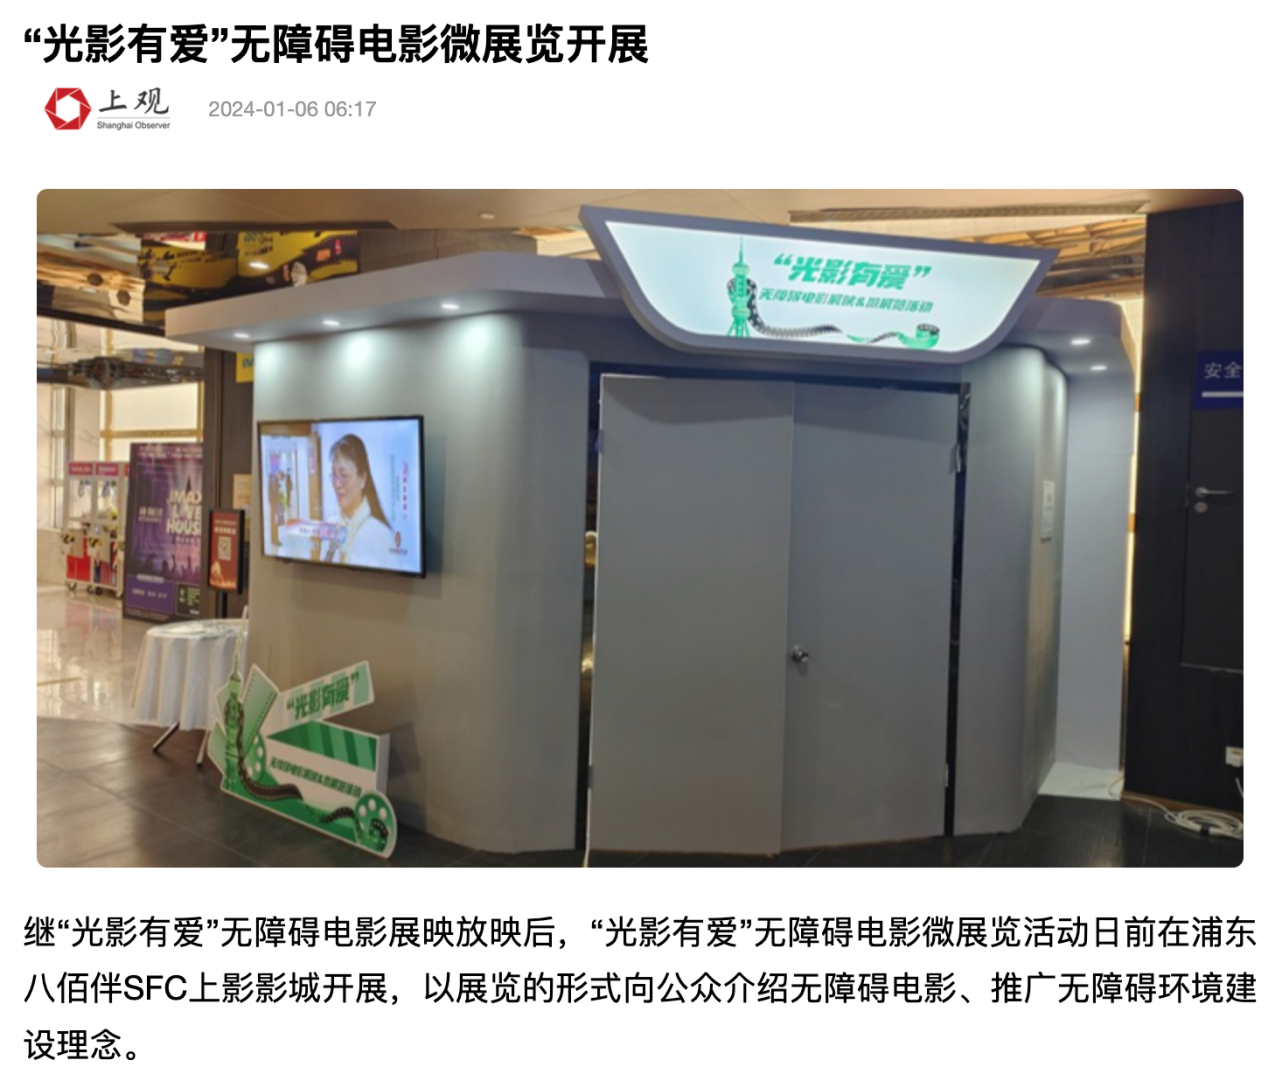 “光影有爱”无障碍电影微展览开展
上观
Shanghai Observer
2024-01-06 06:17
“光影有爱”
无障碍电影展映&微展览活动
安全
IMAX
LIVE
HOUSE
“光影有爱”
无障碍电影展映&微展览活动
继“光影有爱”无障碍电影展映放映后，“光影有爱”无障碍电影微展览活动日前在浦东
八佰伴SFC上影影城开展，以展览的形式向公众介绍无障碍电影、推广无障碍环境建
设理念。